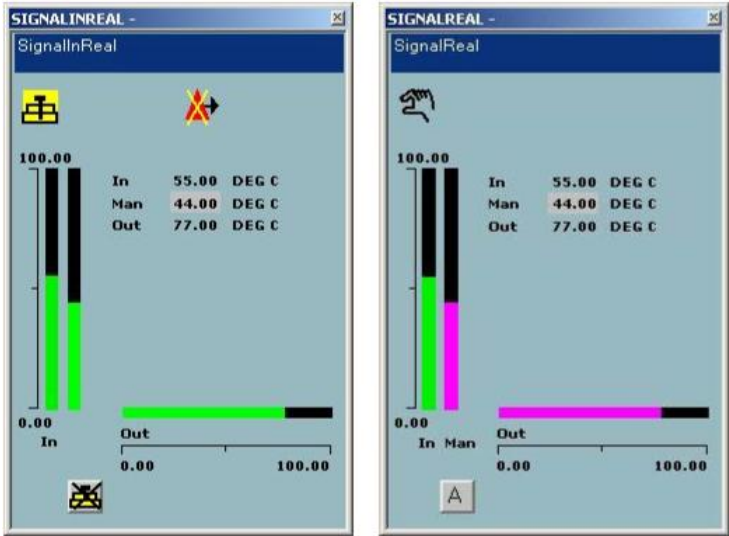 SIGNALINREAL -
SignalInReal
100.00
In 55.00 DEG C
Man 44.00 DEG C
Out 77.00 DEG C
0.00
In
Out
0.00 100.00
SIGNALREAL -
SignalReal
100.00
In 55.00 DEG C
Man 44.00 DEG C
Out 77.00 DEG C
0.00
In Man
Out
0.00 100.00
A